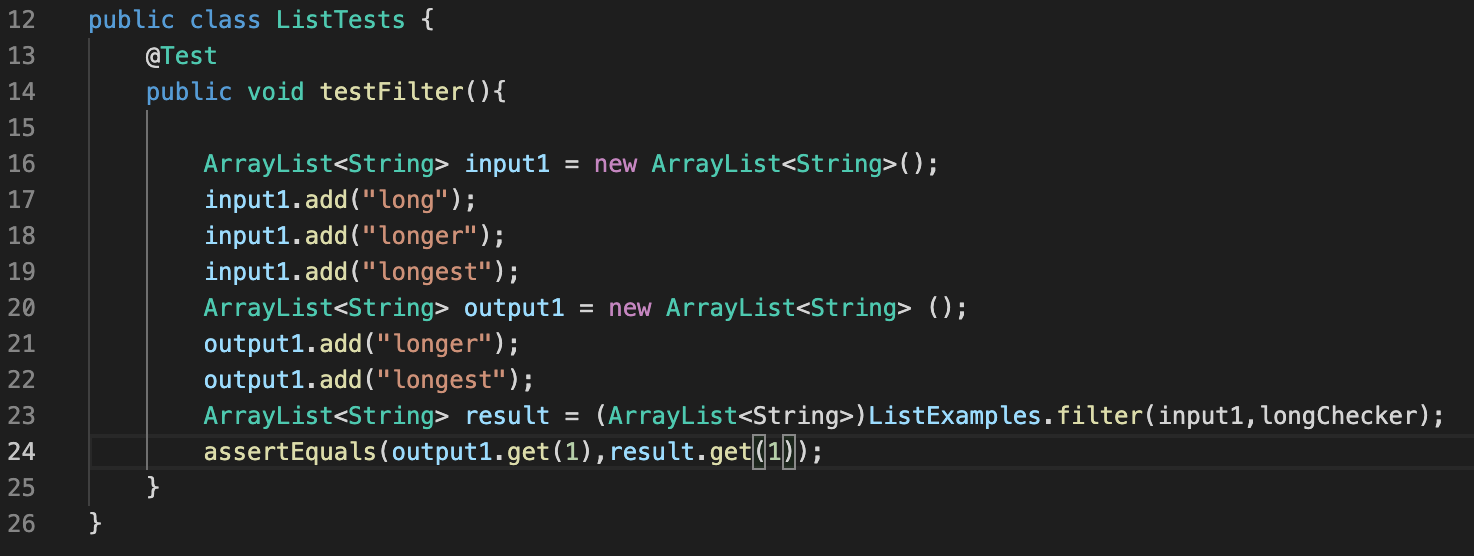 12 public class ListTests {
13 @Test
14 public void testFilter(){
15
16 ArrayList<String> input1 = new ArrayList<String>();
17 input1.add("long");
18 input1.add("longer");
19 input1.add("longest");
20 ArrayList<String> output1 = new ArrayList<String> ();
21 output1.add("longer");
22 output1.add("longest");
23 ArrayList<String> result = (ArrayList<String>)ListExamples.filter(input1,longChecker);
24 assertEquals(output1.get(1),result.get(1));
25 }
26 }